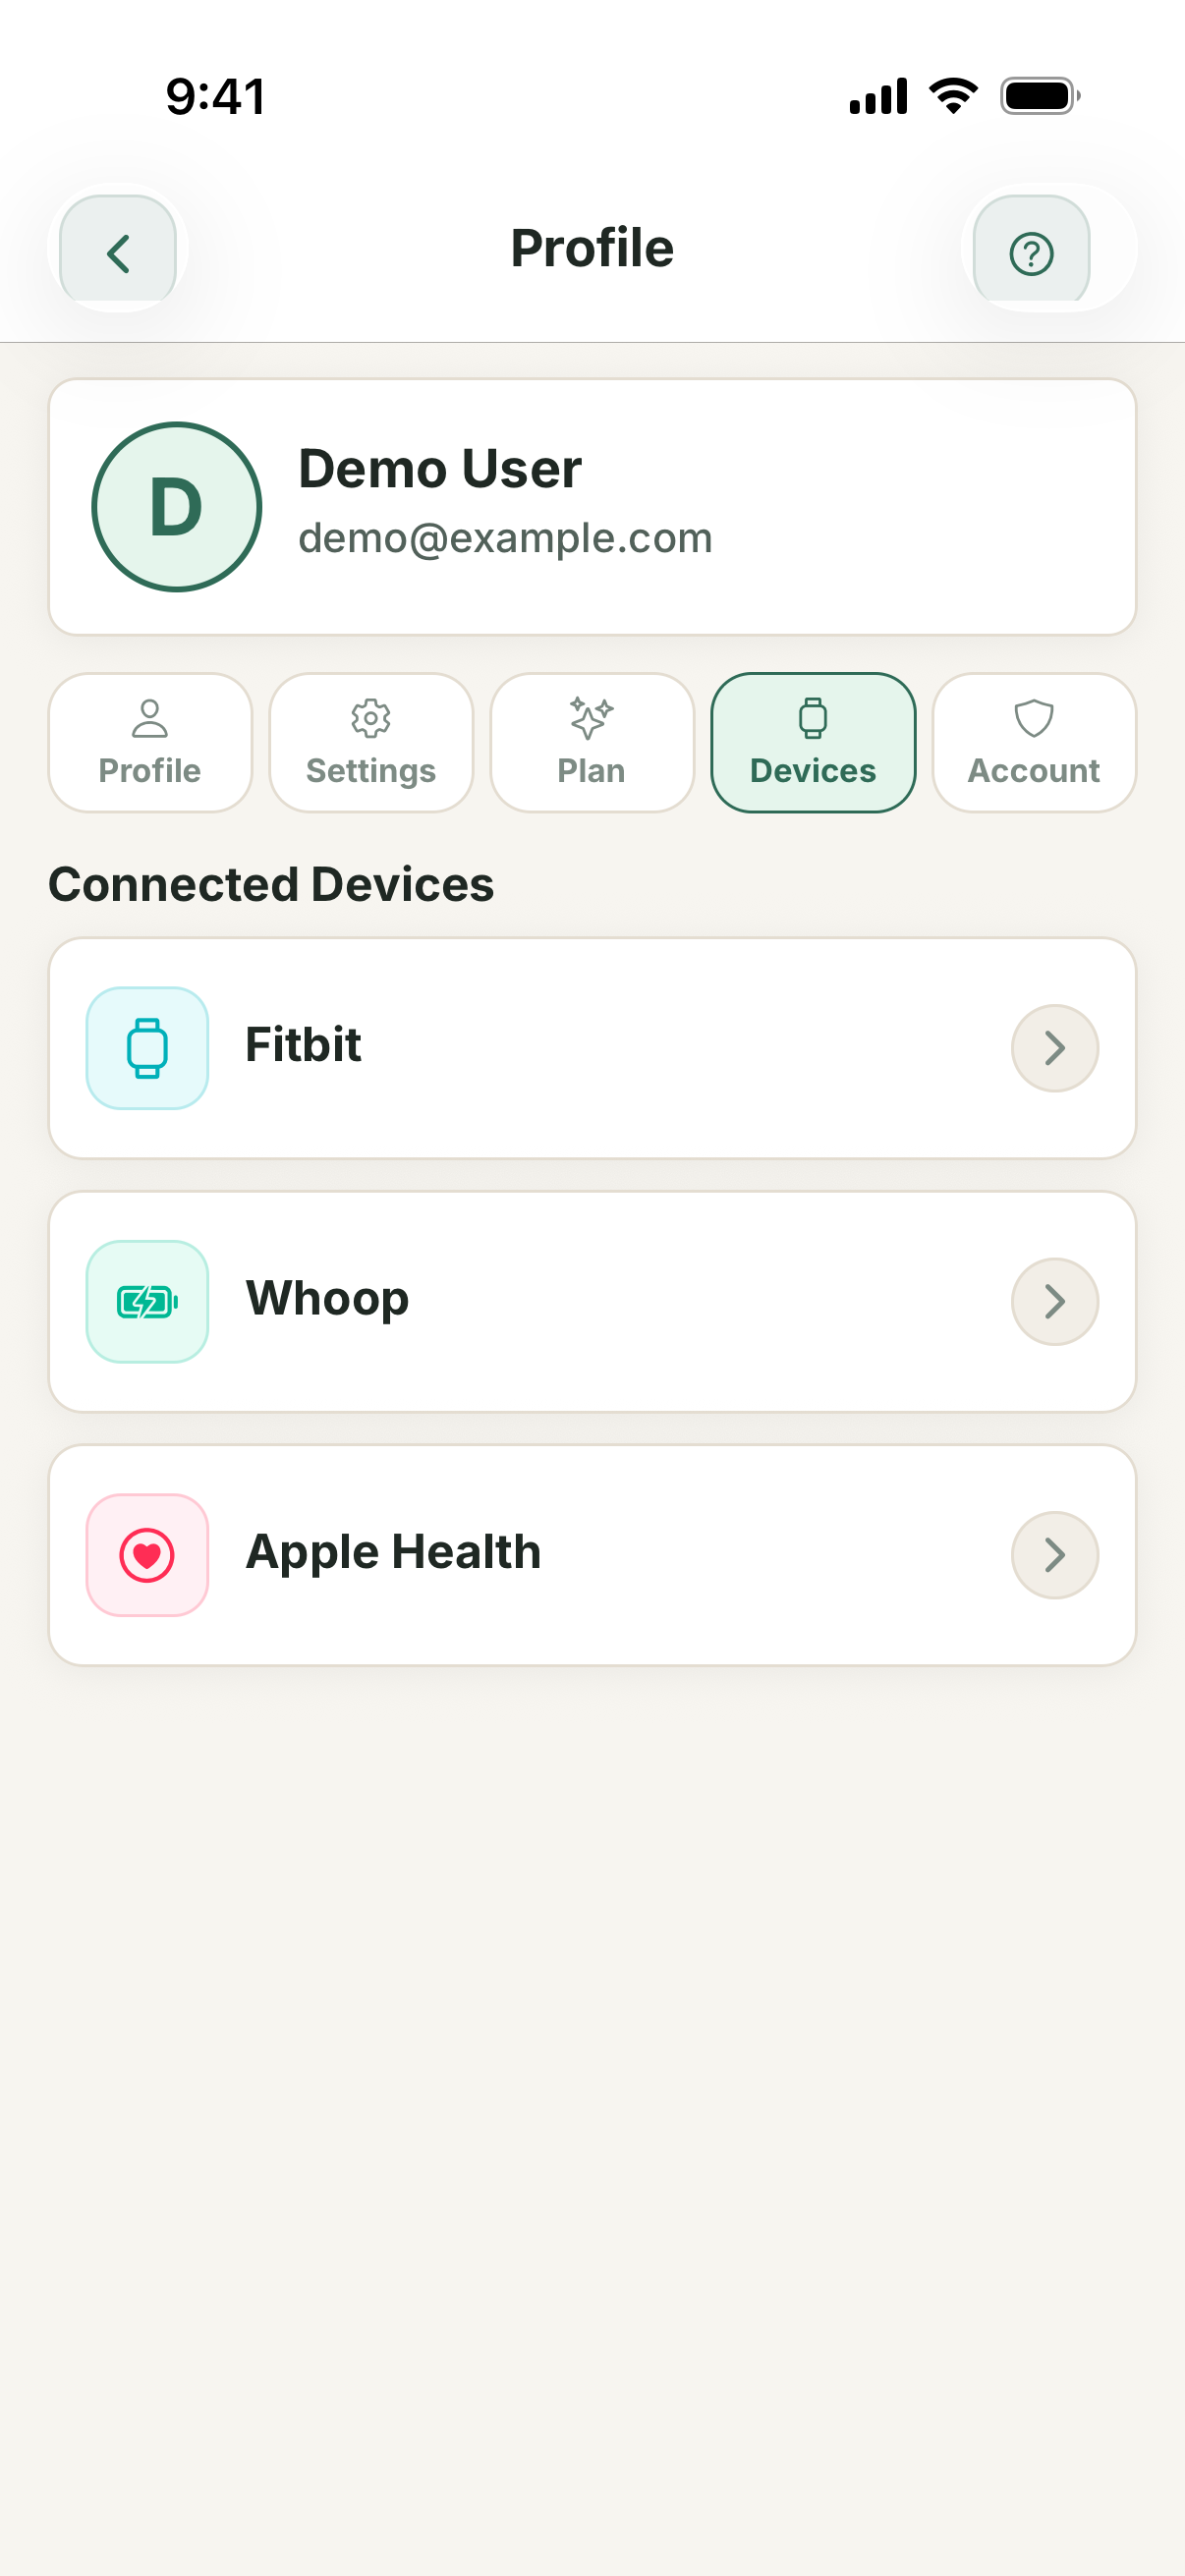 9:41
Profile
D
Demo User
demo@example.com
Profile
Settings
Plan
Devices
Account
Connected Devices
Fitbit
Whoop
Apple Health